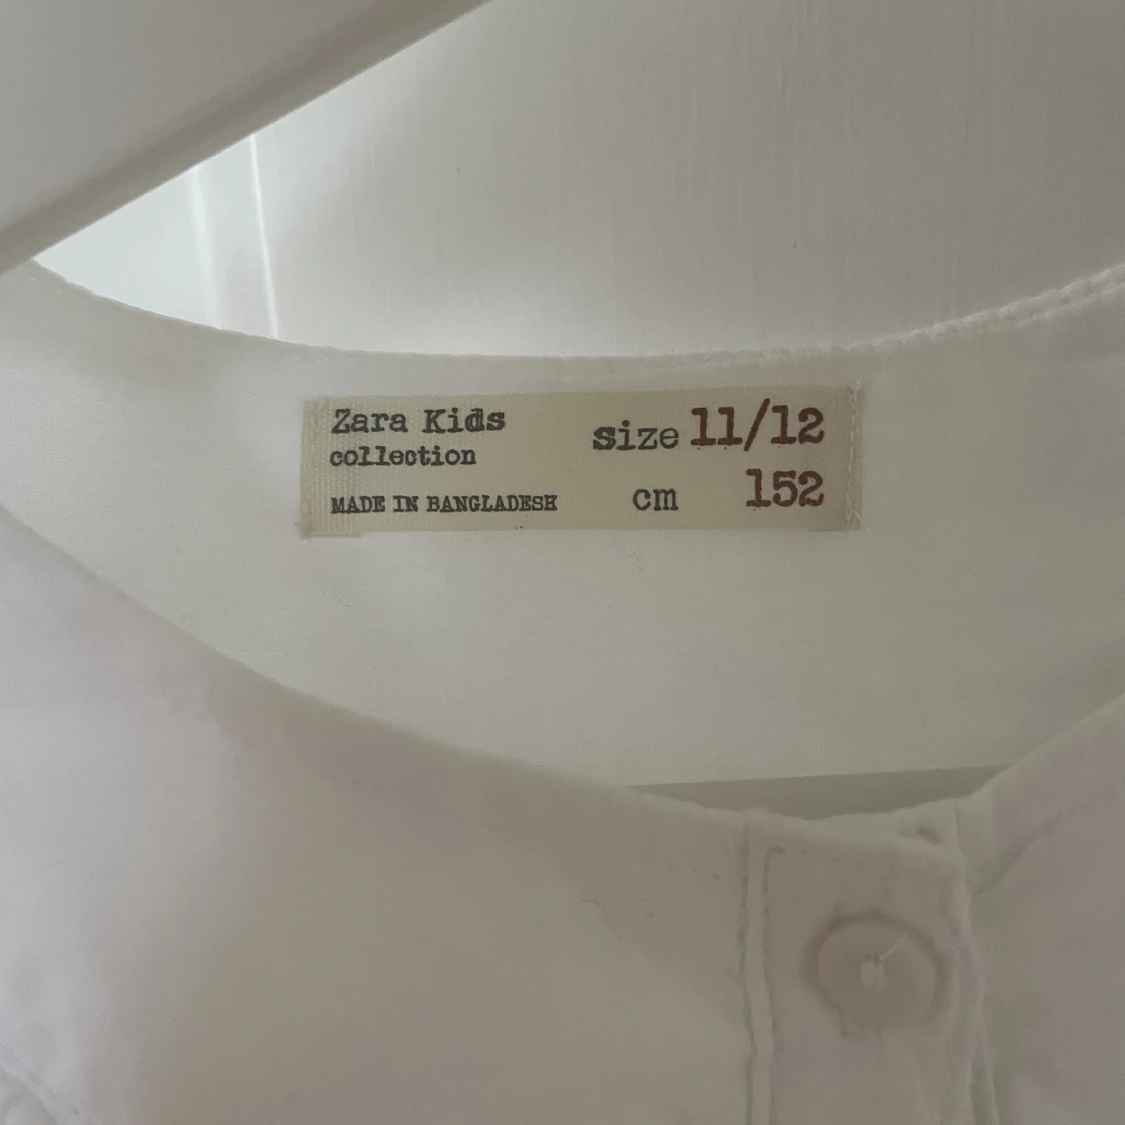 Zara Kids
collection
MADE IN BANGLADESH
size 11/12
cm 152